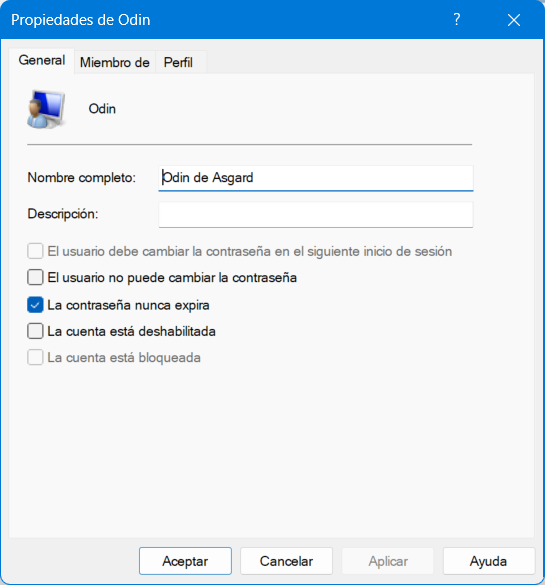 Propiedades de Odin
?
General
Miembro de
Perfil
Odin
Nombre completo:
Odin de Asgard
Descripción:
El usuario debe cambiar la contraseña en el siguiente inicio de sesión
El usuario no puede cambiar la contraseña
La contraseña nunca expira
La cuenta está deshabilitada
La cuenta está bloqueada
Aceptar
Cancelar
Aplicar
Ayuda